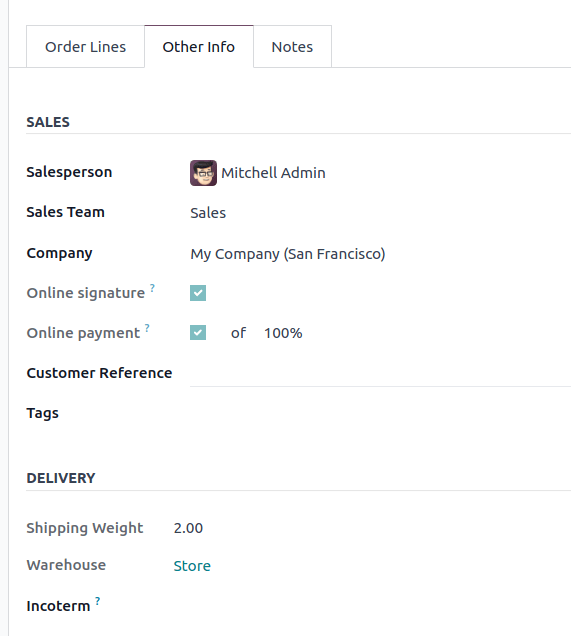 Order Lines Other Info Notes
SALES
Salesperson Mitchell Admin
Sales Team Sales
Company My Company (San Francisco)
Online signature ?
Online payment ? of 100%
Customer Reference
Tags
DELIVERY
Shipping Weight 2.00
Warehouse Store
Incoterm ?